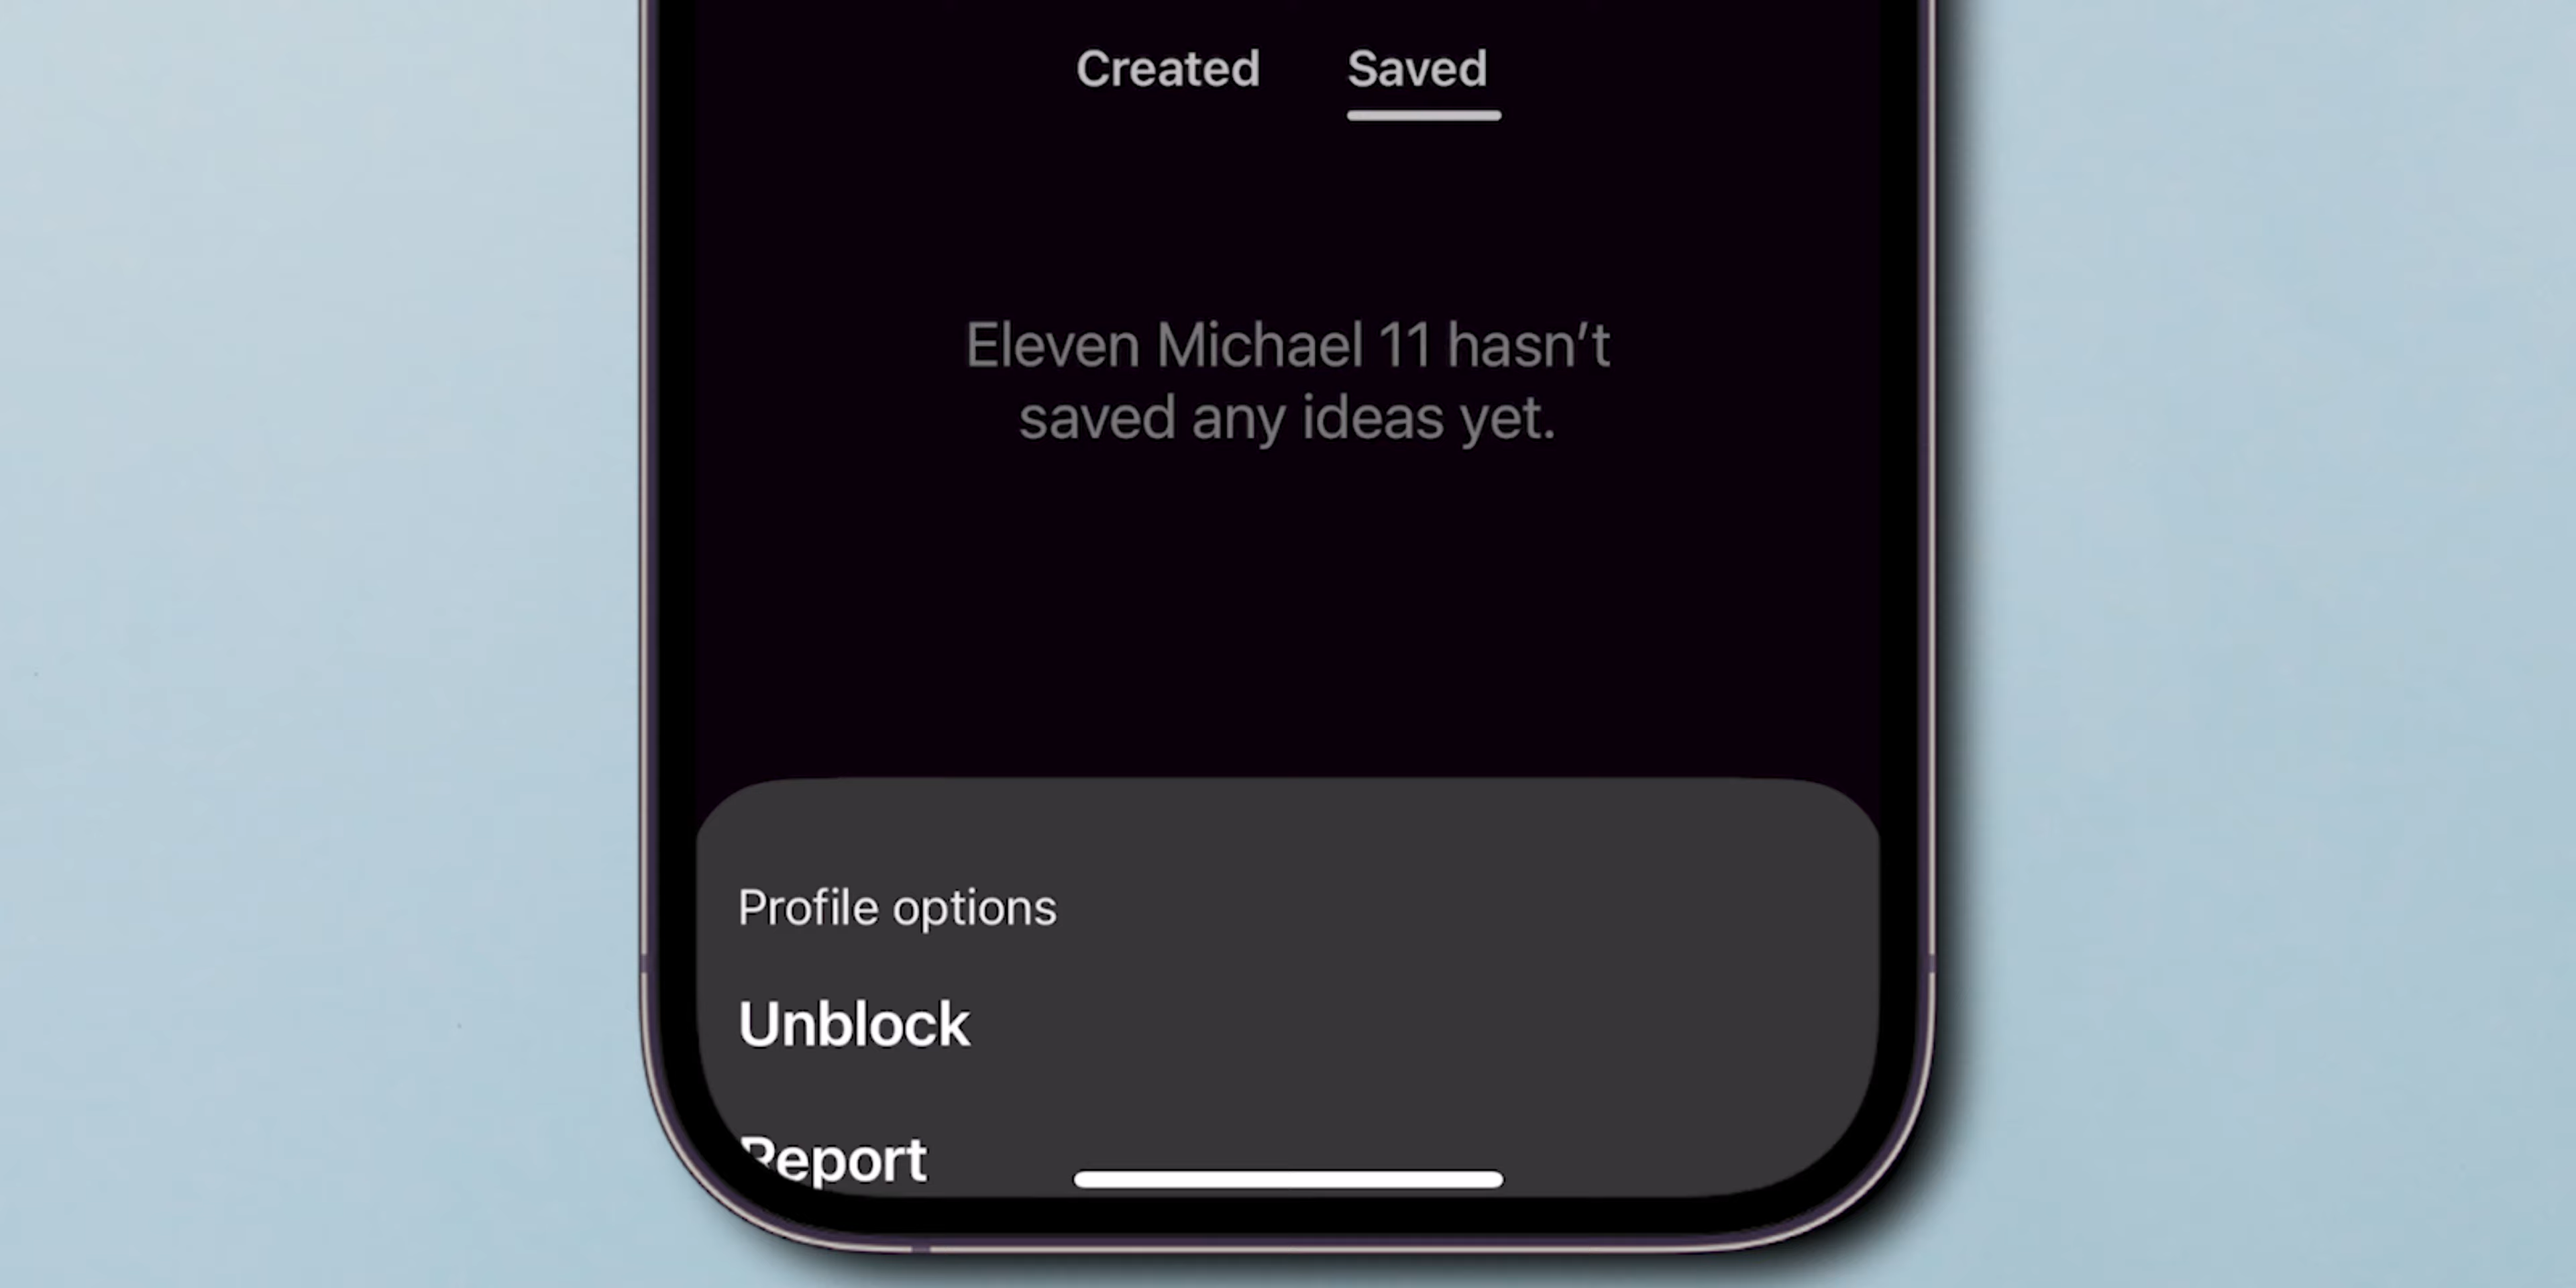 Created Saved
Eleven Michael 11 hasn’t
saved any ideas yet.
Profile options
Unblock
Report